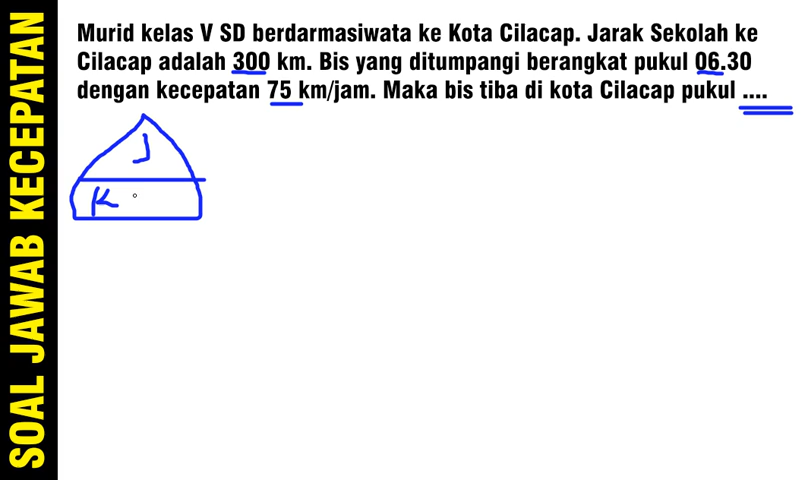 SOAL JAWAB KECEPATAN
Murid kelas V SD berdarmasiwata ke Kota Cilacap. Jarak Sekolah ke
Cilacap adalah 300 km. Bis yang ditumpangi berangkat pukul 06.30
dengan kecepatan 75 km/jam. Maka bis tiba di kota Cilacap pukul ....
J
K